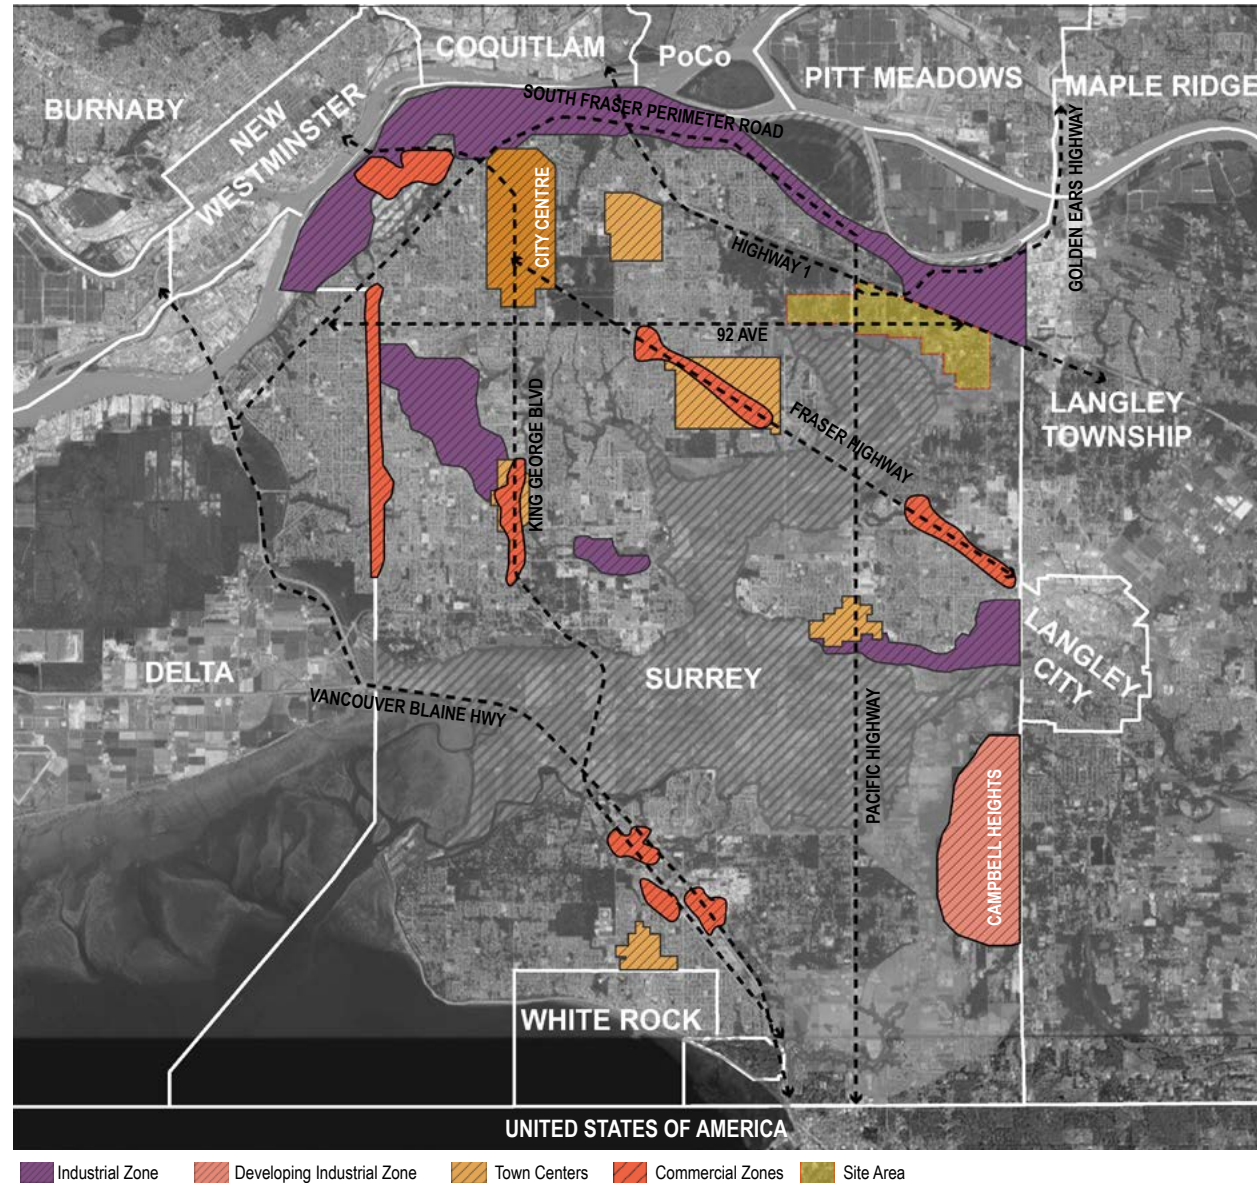 COQUITLAM
PoCo
PITT MEADOWS
MAPLE RIDGE
BURNABY
NEW
WESTMINSTER
SOUTH FRASER PERIMETER ROAD
GOLDEN EARS HIGHWAY
CITY CENTRE
HIGHWAY 1
92 AVE
KING GEORGE BLVD
FRASER HIGHWAY
LANGLEY
TOWNSHIP
LANGLEY
CITY
DELTA
SURREY
VANCOUVER BLAINE HWY
PACIFIC HIGHWAY
CAMPBELL HEIGHTS
WHITE ROCK
UNITED STATES OF AMERICA
Industrial Zone
Developing Industrial Zone
Town Centers
Commercial Zones
Site Area